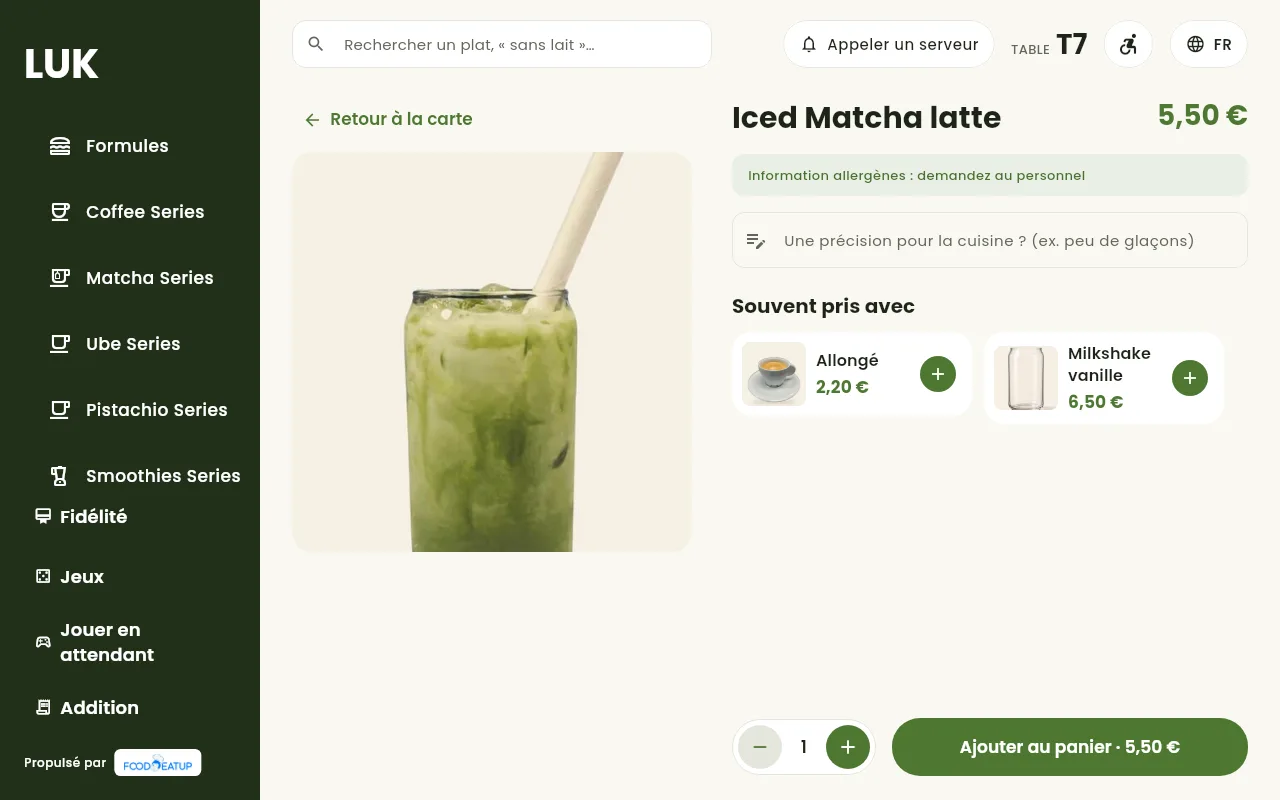 LUK
Formules
Coffee Series
Matcha Series
Ube Series
Pistachio Series
Smoothies Series
Fidélité
Jeux
Jouer en
attendant
Addition
Propulsé par FOOD EATUP
Rechercher un plat, « sans lait »…
Appeler un serveur
TABLE T7
FR
Retour à la carte
Iced Matcha latte
5,50 €
Information allergènes : demandez au personnel
Une précision pour la cuisine ? (ex. peu de glaçons)
Souvent pris avec
Allongé
2,20 €
Milkshake
vanille
6,50 €
1
Ajouter au panier · 5,50 €